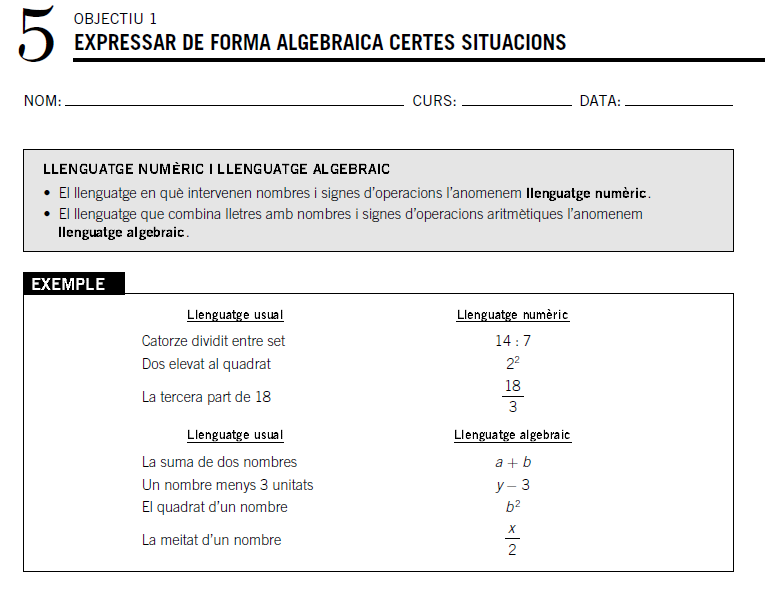 5
OBJECTIU 1
EXPRESSAR DE FORMA ALGEBRAICA CERTES SITUACIONS
NOM: CURS: DATA:
LLENGUATGE NUMÈRIC I LLENGUATGE ALGEBRAIC
• El llenguatge en què intervenen nombres i signes d'operacions l'anomenem llenguatge numèric.
• El llenguatge que combina lletres amb nombres i signes d'operacions aritmètiques l'anomenem
llenguatge algebraic.
EXEMPLE
Llenguatge usual Llenguatge numèric
Catorze dividit entre set 14 : 7
Dos elevat al quadrat 2²
La tercera part de 18 18/3
Llenguatge usual Llenguatge algebraic
La suma de dos nombres a + b
Un nombre menys 3 unitats y – 3
El quadrat d'un nombre b²
La meitat d'un nombre x/2